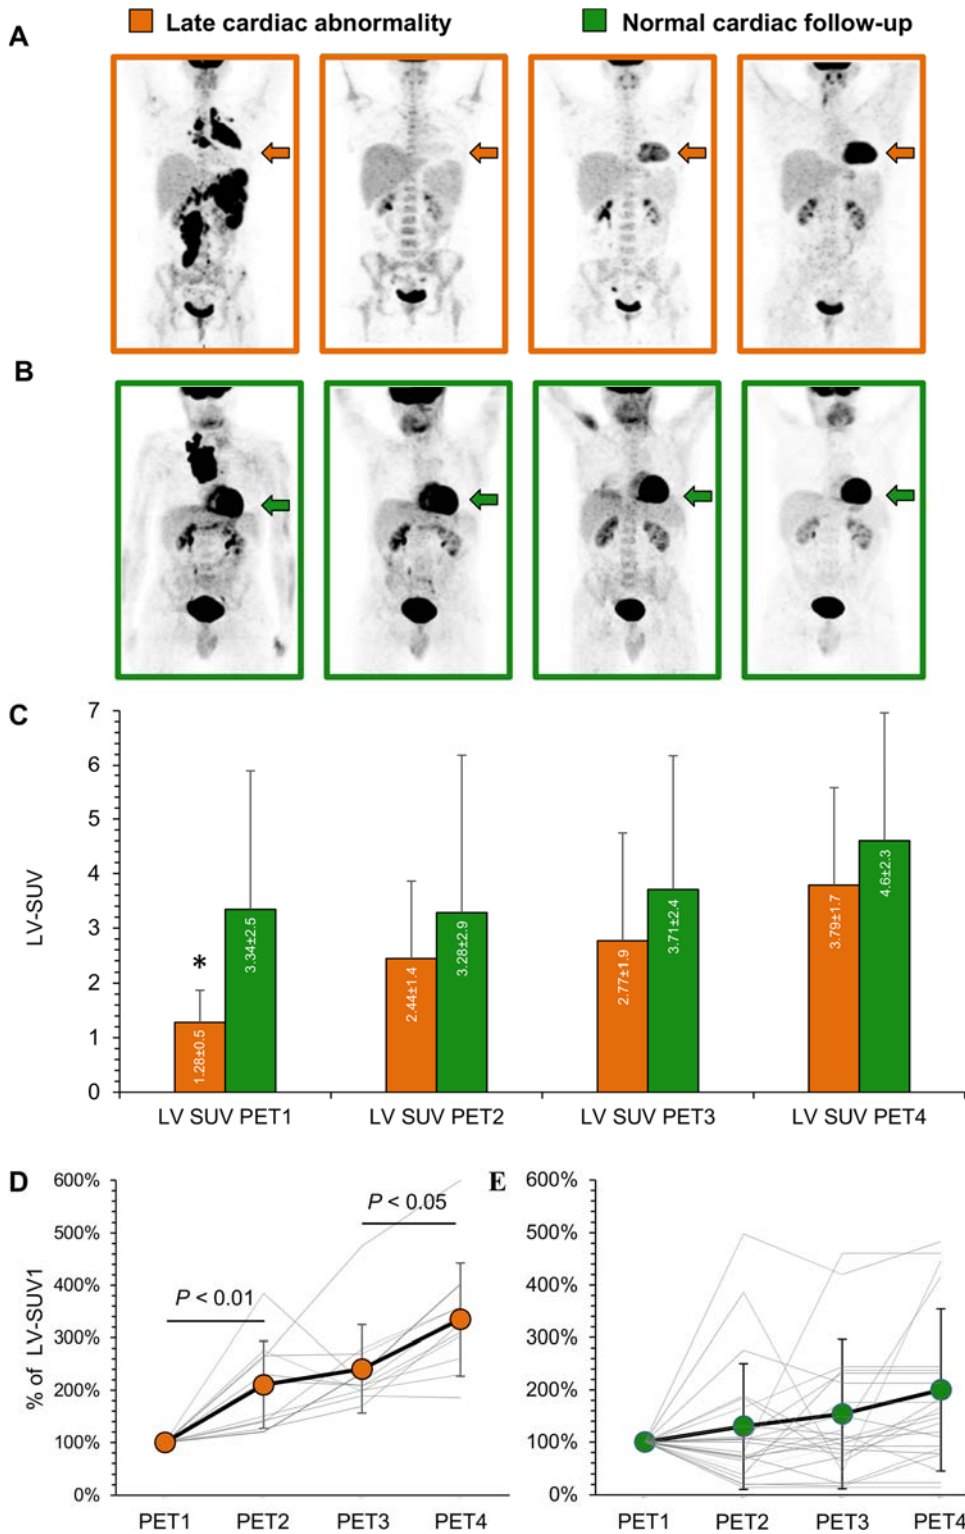 Late cardiac abnormality
Normal cardiac follow-up
A
B
C
7
6
5
4
3
2
1
0
LV-SUV
*
1.28±0.5
3.34±2.5
2.44±1.4
3.28±2.9
2.77±1.9
3.71±2.4
3.79±1.7
4.6±2.3
LV SUV PET1
LV SUV PET2
LV SUV PET3
LV SUV PET4
D
600%
500%
400%
300%
200%
100%
0%
% of LV-SUV1
P < 0.01
P < 0.05
PET1
PET2
PET3
PET4
E
600%
500%
400%
300%
200%
100%
0%
PET1
PET2
PET3
PET4